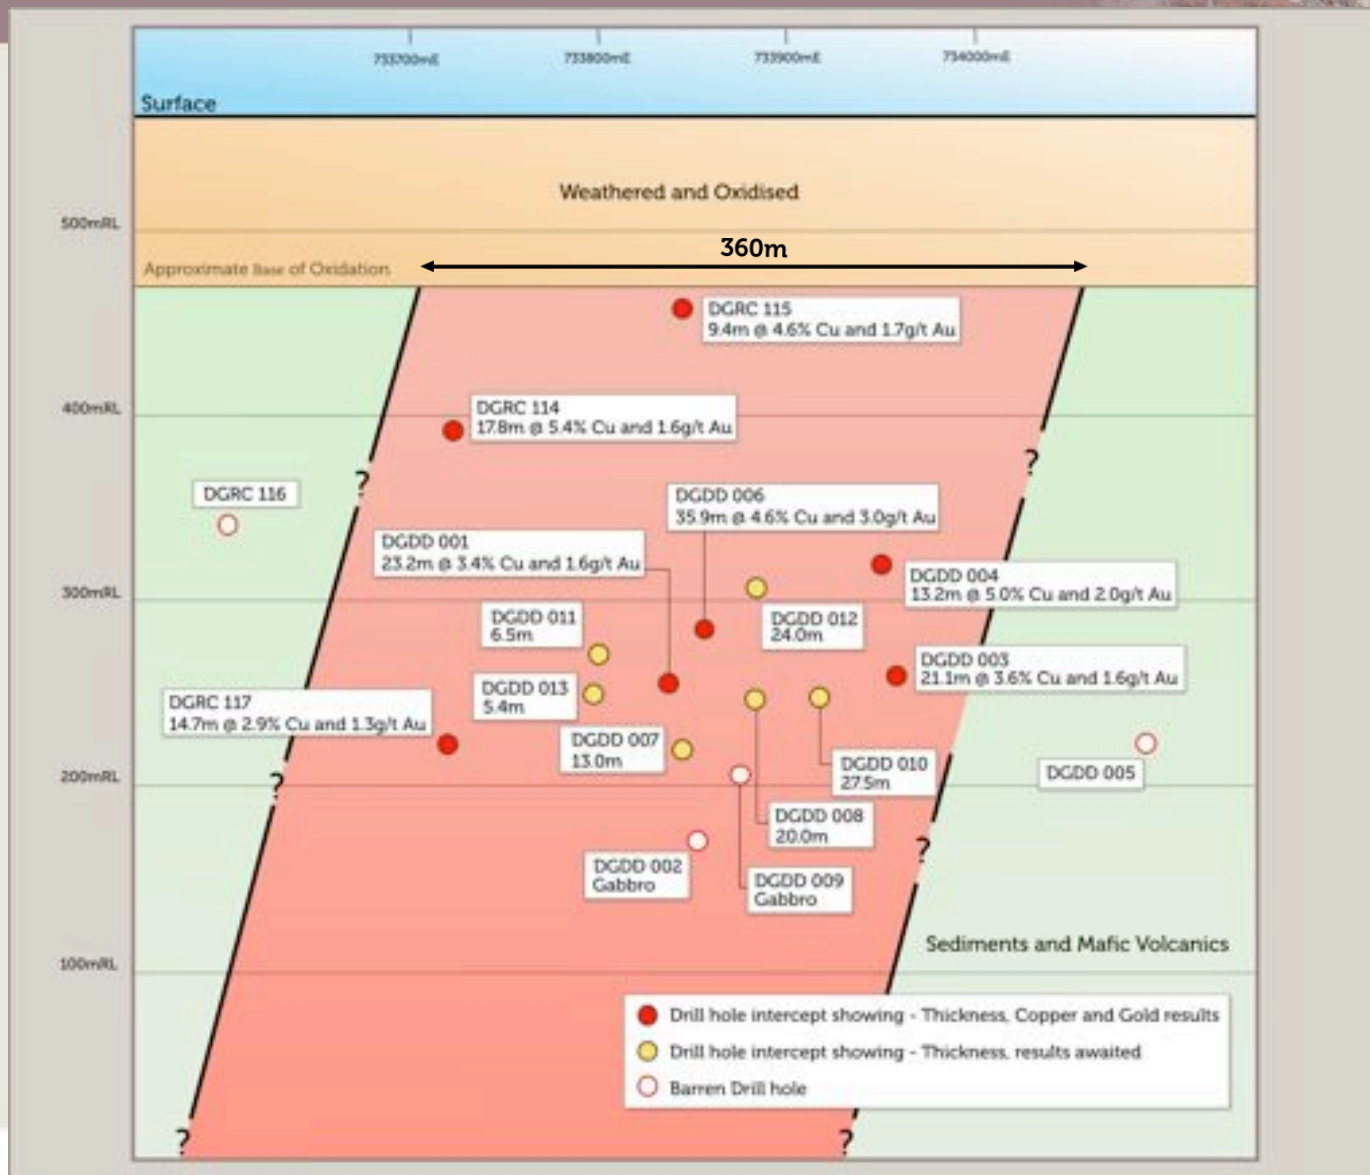 733700mE
733800mE
733900mE
734000mE
Surface
Weathered and Oxidised
500mRL
360m
Approximate Base of Oxidation
DGRC 115
9.4m @ 4.6% Cu and 1.7g/t Au
400mRL
DGRC 114
17.8m @ 5.4% Cu and 1.6g/t Au
?
?
DGRC 116
DGDD 006
35.9m @ 4.6% Cu and 3.0g/t Au
DGDD 001
23.2m @ 3.4% Cu and 1.6g/t Au
DGDD 004
13.2m @ 5.0% Cu and 2.0g/t Au
300mRL
DGDD 011
6.5m
DGDD 012
24.0m
DGDD 003
21.1m @ 3.6% Cu and 1.6g/t Au
DGDD 013
5.4m
DGRC 117
14.7m @ 2.9% Cu and 1.3g/t Au
DGDD 007
13.0m
DGDD 010
27.5m
DGDD 005
200mRL
?
DGDD 008
20.0m
?
DGDD 002
Gabbro
DGDD 009
Gabbro
Sediments and Mafic Volcanics
100mRL
Drill hole intercept showing - Thickness, Copper and Gold results
Drill hole intercept showing - Thickness, results awaited
Barren Drill hole
?
?